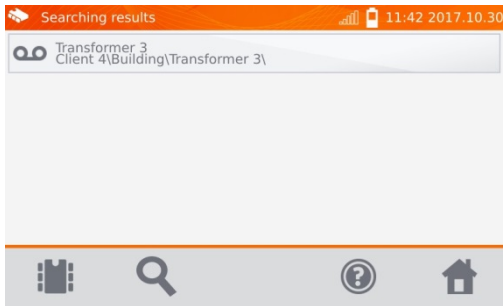 Searching results
11:42 2017.10.30
Transformer 3
Client 4\Building\Transformer 3\
?